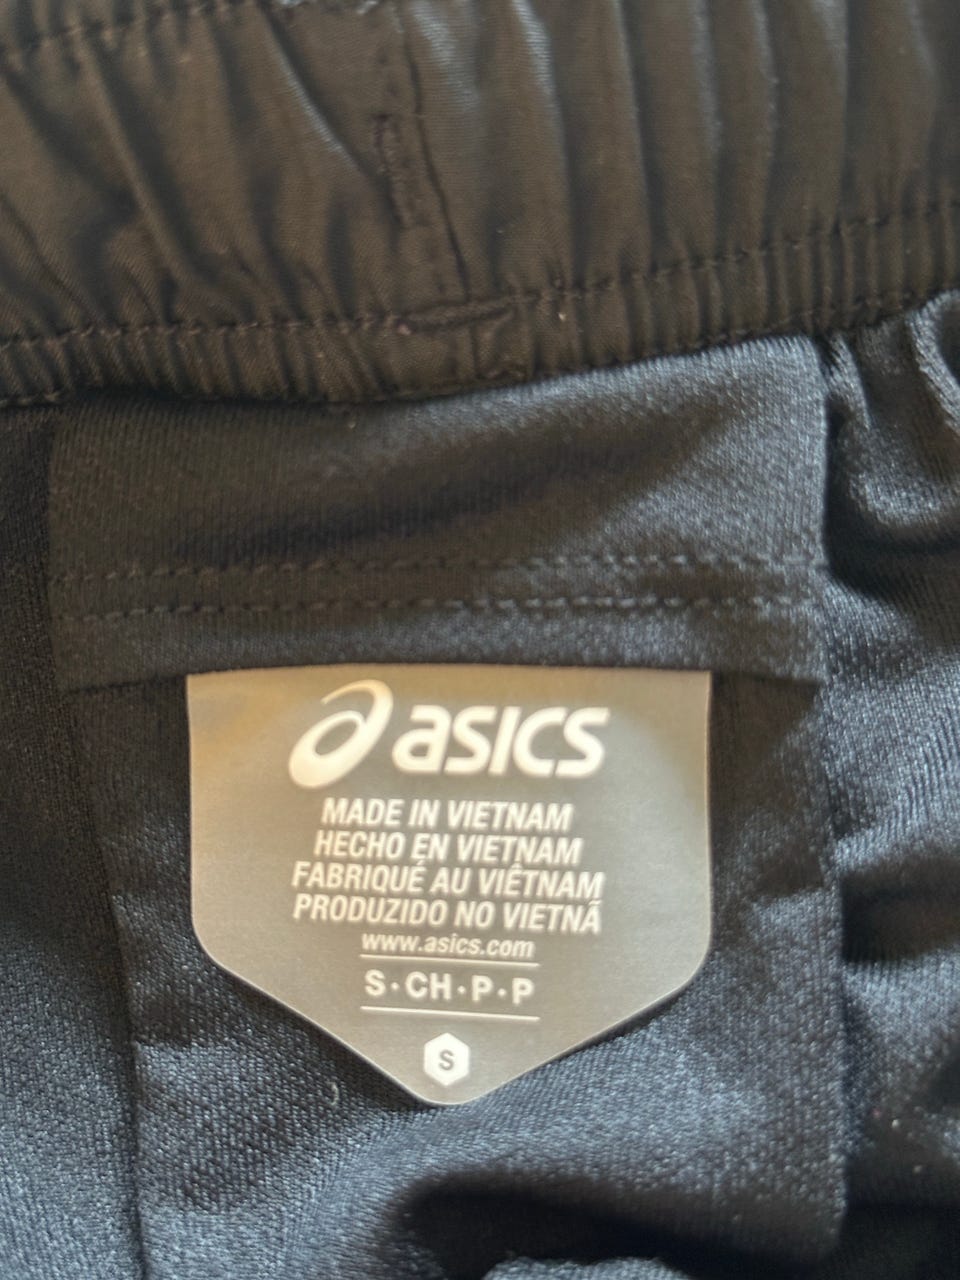 asics
MADE IN VIETNAM
HECHO EN VIETNAM
FABRIQUÉ AU VIÊTNAM
PRODUZIDO NO VIETNÃ
www.asics.com
S·CH·P·P
S